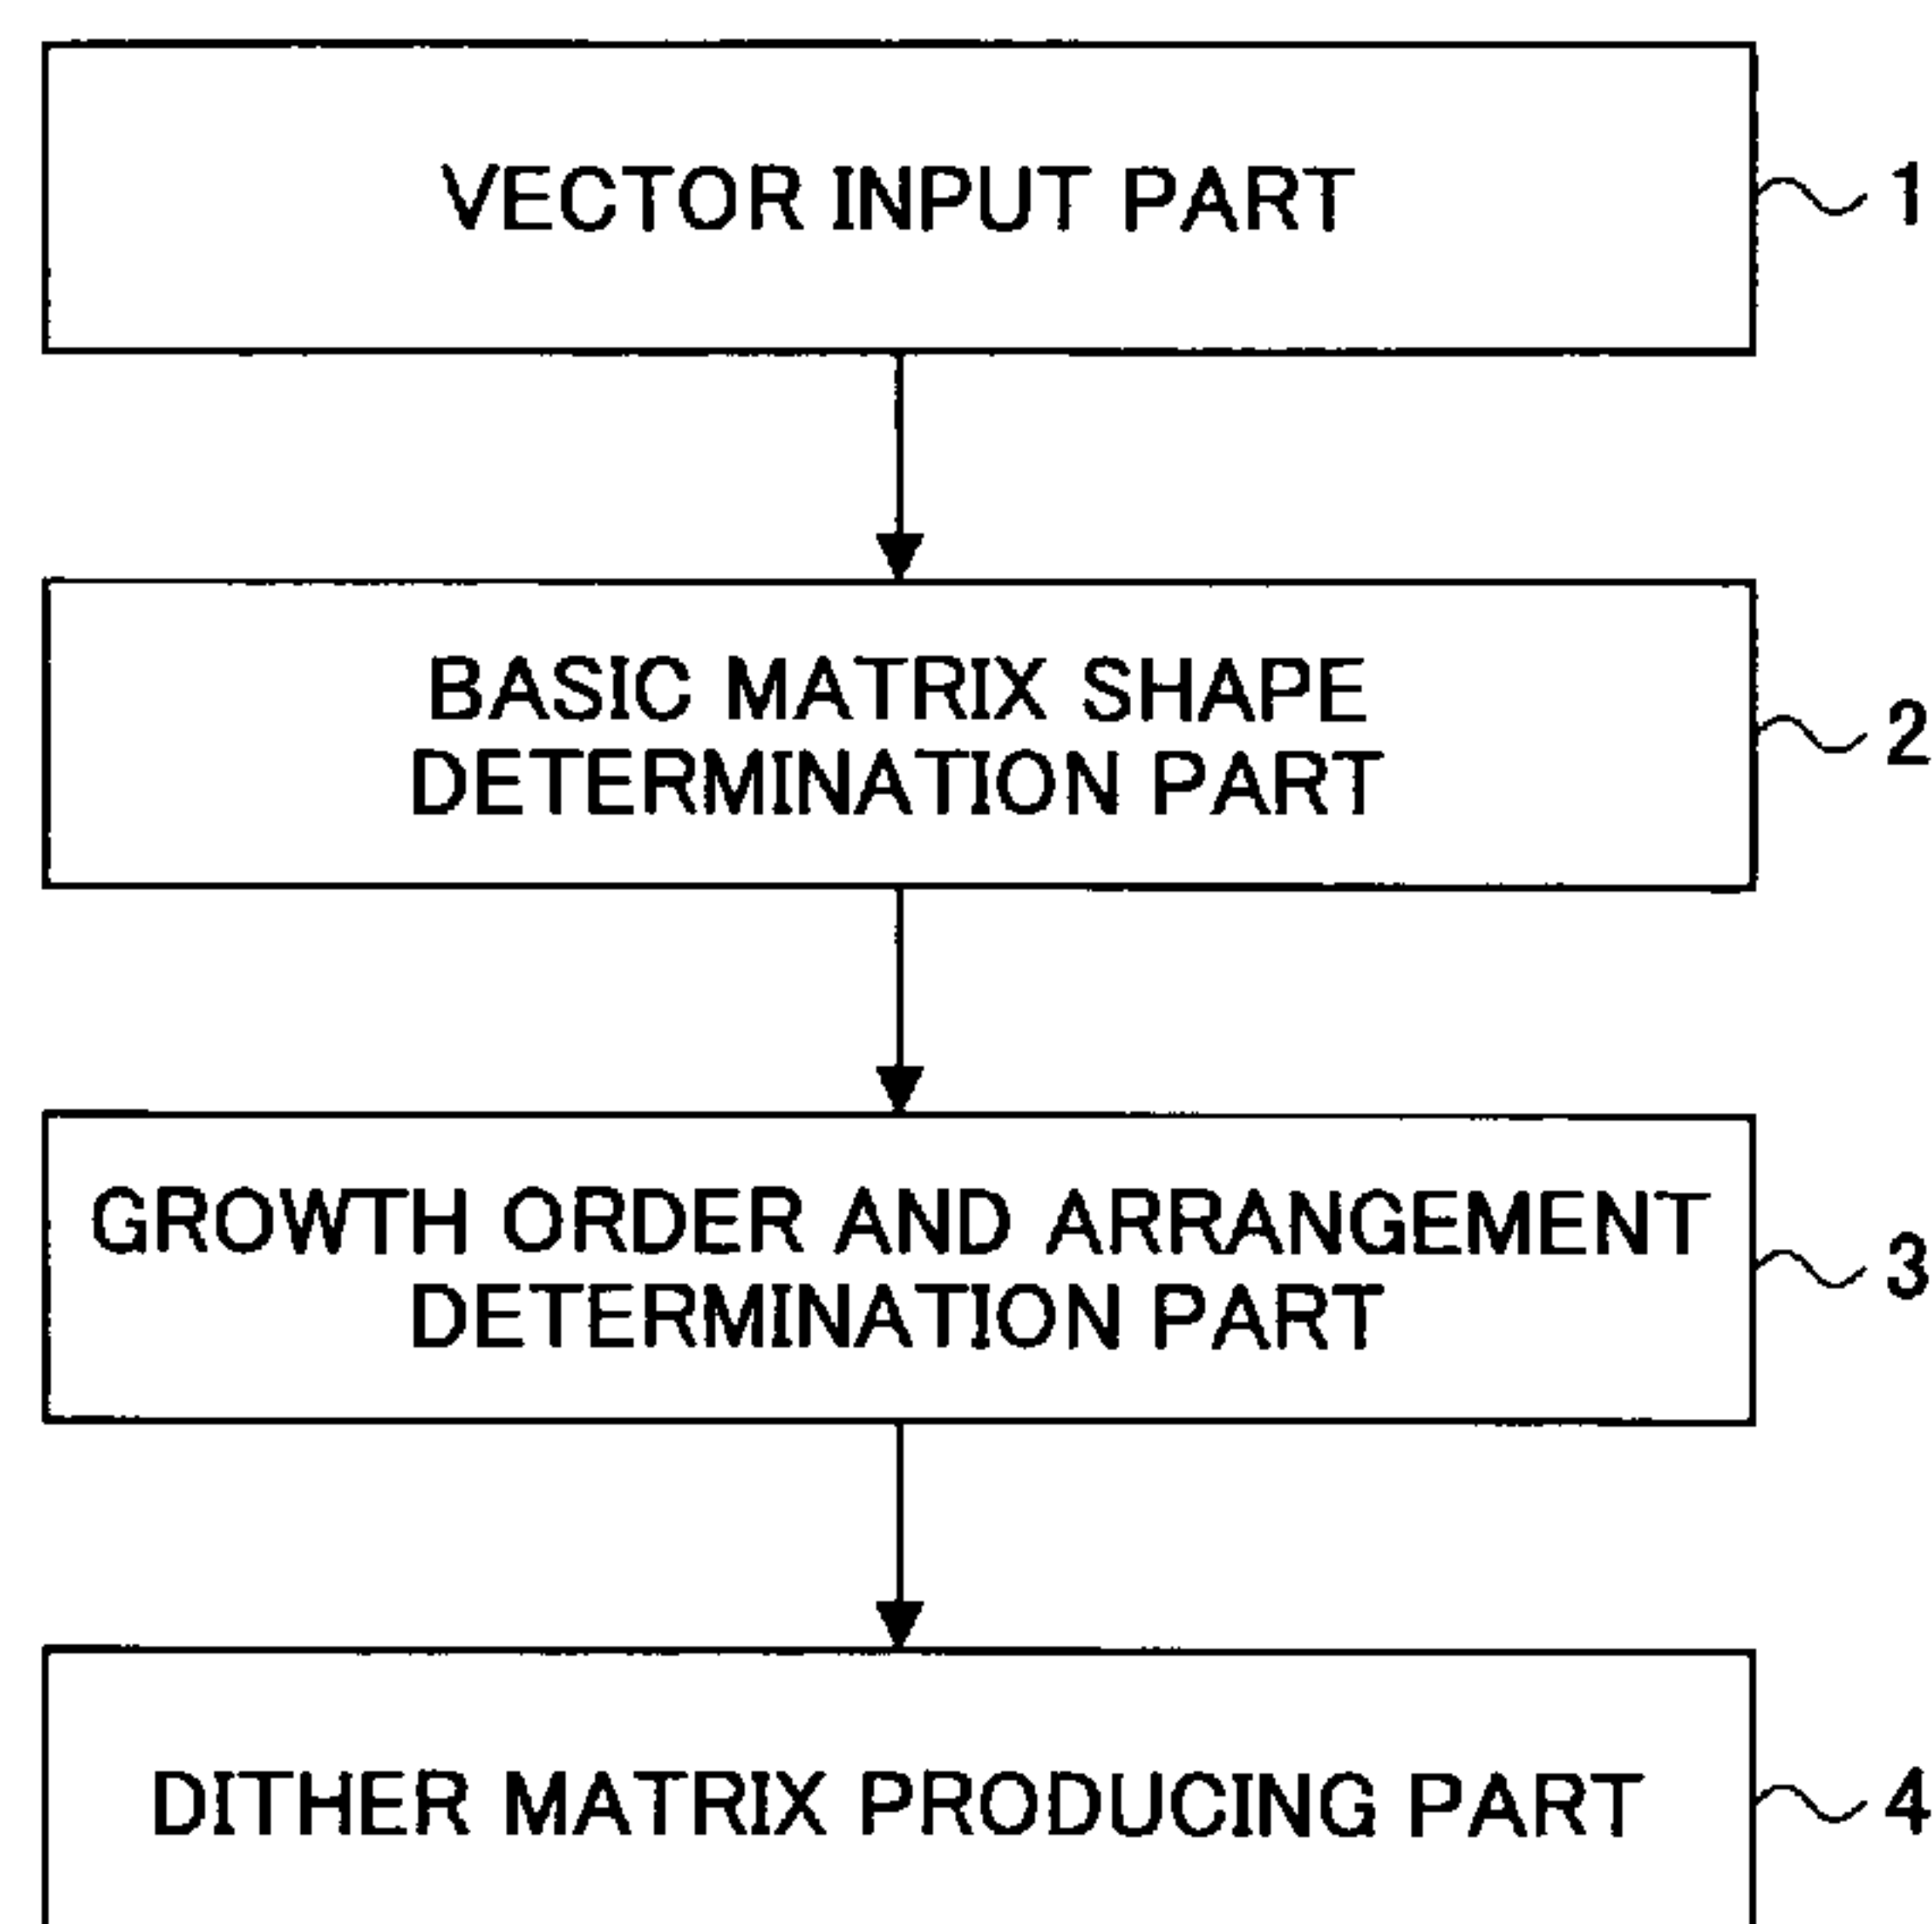 VECTOR INPUT PART
1
BASIC MATRIX SHAPE
DETERMINATION PART
2
GROWTH ORDER AND ARRANGEMENT
DETERMINATION PART
3
DITHER MATRIX PRODUCING PART
4